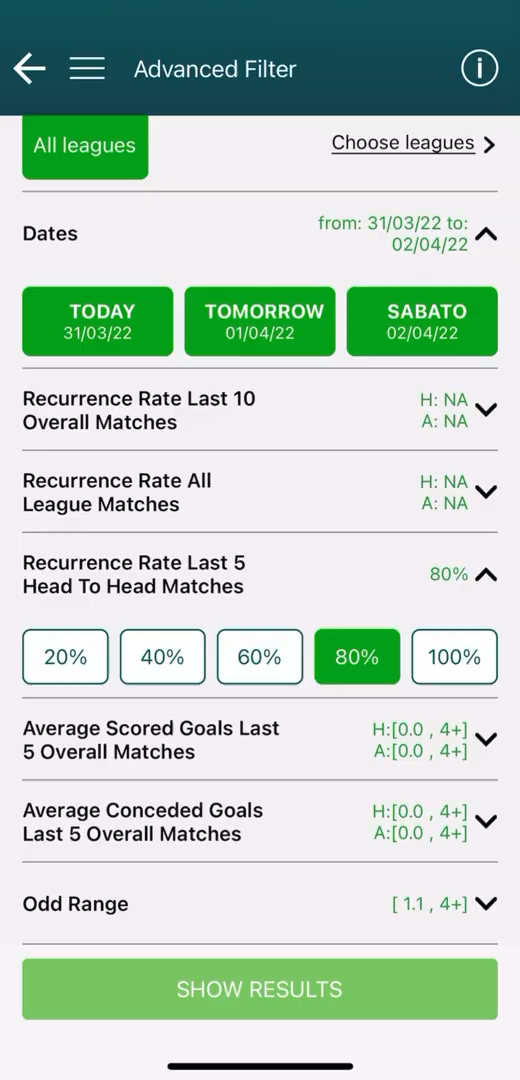 Advanced Filter
All leagues
Choose leagues
Dates
from: 31/03/22 to:
02/04/22
TODAY
31/03/22
TOMORROW
01/04/22
SABATO
02/04/22
Recurrence Rate Last 10
Overall Matches
H: NA
A: NA
Recurrence Rate All
League Matches
H: NA
A: NA
Recurrence Rate Last 5
Head To Head Matches
80%
20%
40%
60%
80%
100%
Average Scored Goals Last
5 Overall Matches
H:[0.0 , 4+]
A:[0.0 , 4+]
Average Conceded Goals
Last 5 Overall Matches
H:[0.0 , 4+]
A:[0.0 , 4+]
Odd Range
[ 1.1 , 4+]
SHOW RESULTS